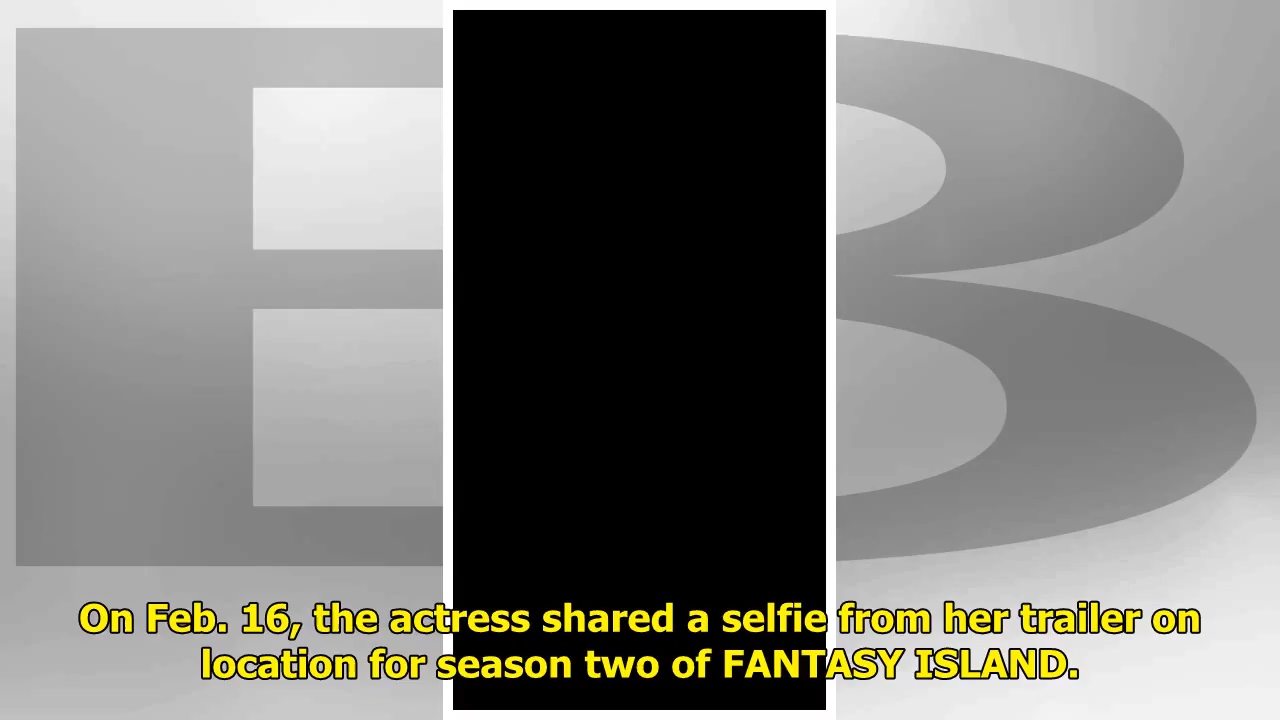 On Feb. 16, the actress shared a selfie from her trailer on
location for season two of FANTASY ISLAND.